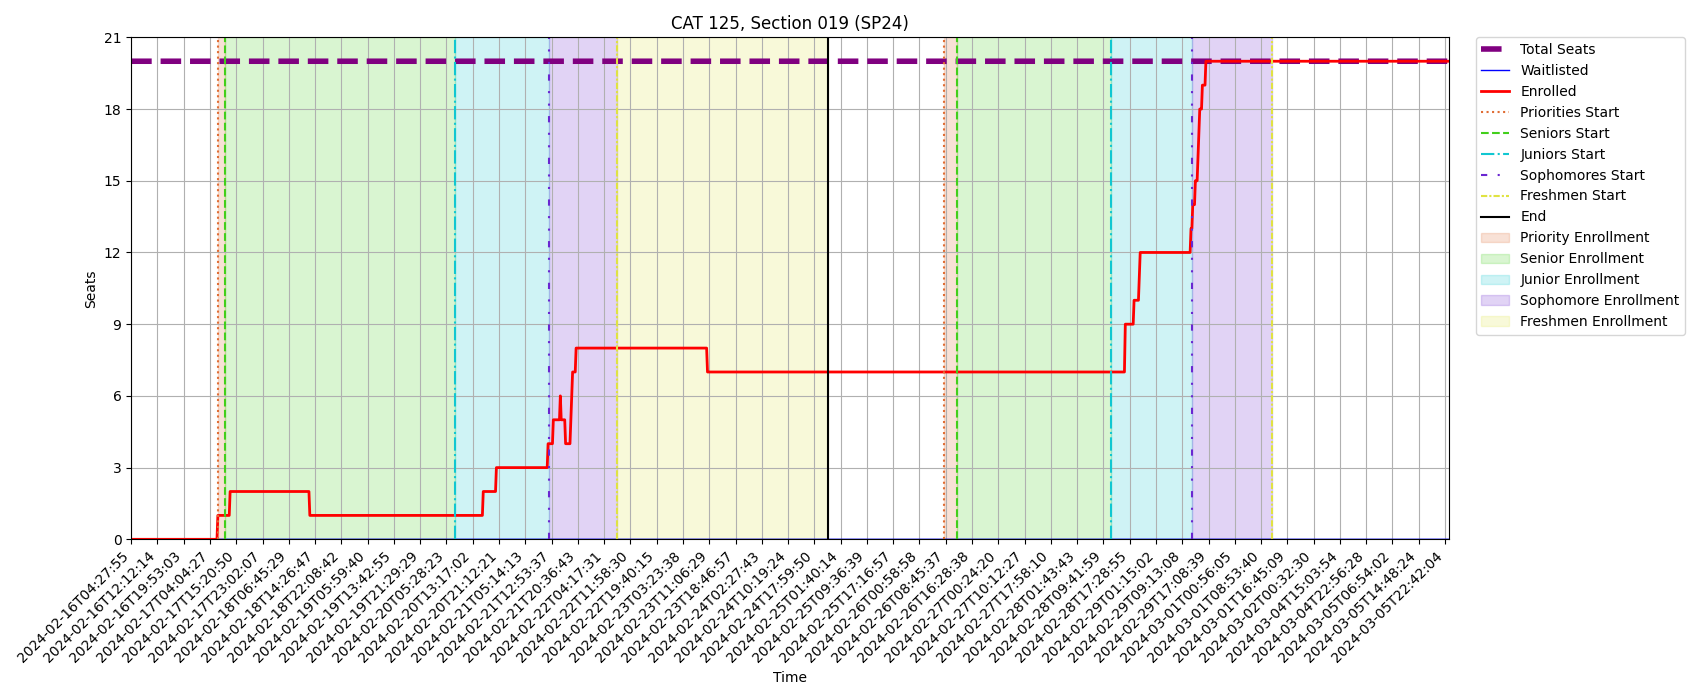 CAT 125, Section 019 (SP24)
21
18
15
12
9
6
3
0
Seats
2024-02-16T04:27:55
2024-02-16T12:12:14
2024-02-16T19:53:03
2024-02-17T04:04:27
2024-02-17T15:20:50
2024-02-17T23:02:07
2024-02-18T06:45:29
2024-02-18T14:26:47
2024-02-18T22:08:42
2024-02-19T05:59:40
2024-02-19T13:42:55
2024-02-19T21:29:29
2024-02-20T05:28:23
2024-02-20T13:17:02
2024-02-20T21:12:21
2024-02-21T05:14:13
2024-02-21T12:53:37
2024-02-21T20:36:43
2024-02-22T04:17:31
2024-02-22T11:58:30
2024-02-22T19:40:15
2024-02-23T03:23:38
2024-02-23T11:06:29
2024-02-23T18:46:57
2024-02-24T02:27:43
2024-02-24T10:19:24
2024-02-24T17:59:50
2024-02-25T01:40:14
2024-02-25T09:36:39
2024-02-25T17:16:57
2024-02-26T00:58:58
2024-02-26T08:45:37
2024-02-26T16:28:38
2024-02-27T00:24:20
2024-02-27T10:12:27
2024-02-27T17:58:10
2024-02-28T01:43:43
2024-02-28T09:41:59
2024-02-28T17:28:55
2024-02-29T01:15:02
2024-02-29T09:13:08
2024-02-29T17:08:39
2024-03-01T00:56:05
2024-03-01T08:53:40
2024-03-01T16:45:09
2024-03-02T00:32:30
2024-03-04T15:03:54
2024-03-04T22:56:28
2024-03-05T06:54:02
2024-03-05T14:48:24
2024-03-05T22:42:04
Time
Total Seats
Waitlisted
Enrolled
Priorities Start
Seniors Start
Juniors Start
Sophomores Start
Freshmen Start
End
Priority Enrollment
Senior Enrollment
Junior Enrollment
Sophomore Enrollment
Freshmen Enrollment